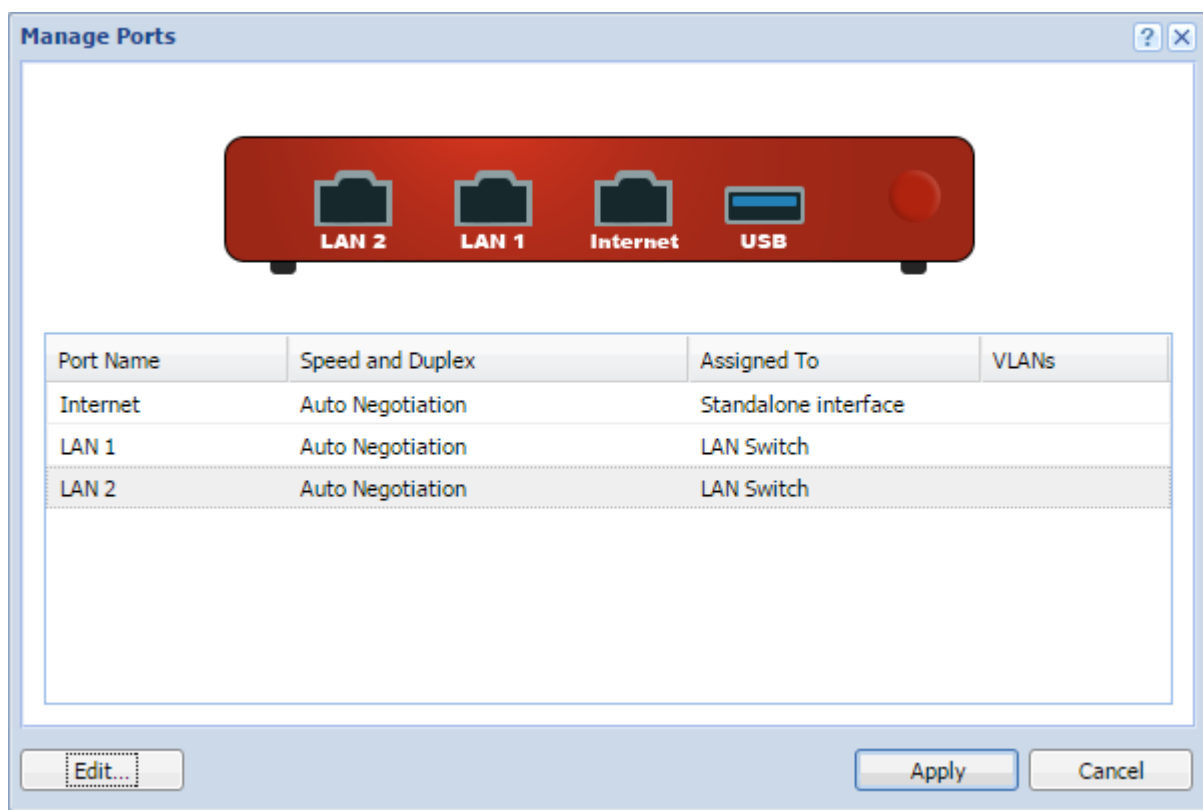 Manage Ports
LAN 2 LAN 1 Internet USB
Port Name Speed and Duplex Assigned To VLANs
Internet Auto Negotiation Standalone interface
LAN 1 Auto Negotiation LAN Switch
LAN 2 Auto Negotiation LAN Switch
Edit... Apply Cancel